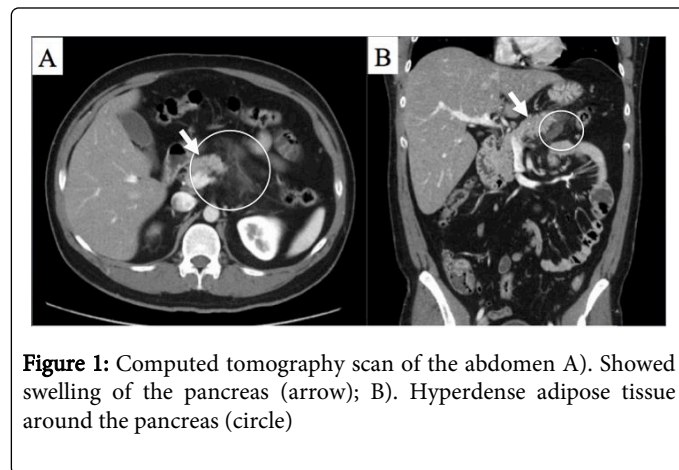 A
B
Figure 1: Computed tomography scan of the abdomen A). Showed
swelling of the pancreas (arrow); B). Hyperdense adipose tissue
around the pancreas (circle)